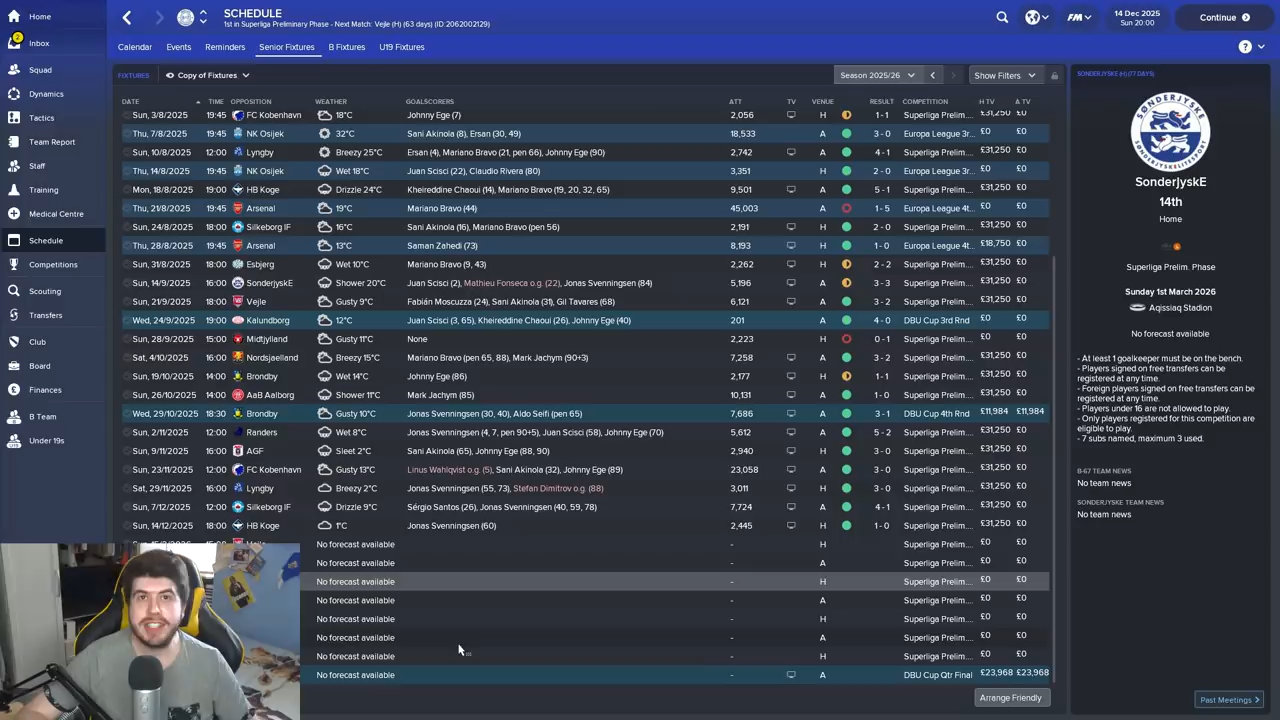 Home
2
Inbox
Squad
Dynamics
Tactics
Team Report
Staff
Training
Medical Centre
Schedule
Competitions
Scouting
Transfers
Club
Board
Finances
B Team
Under 19s
SCHEDULE
1st in Superliga Preliminary Phase - Next Match: Vejle (H) (63 days) (ID:2062002129)
FM
14 Dec 2025
Sun 20:00
Continue
Calendar Events Reminders Senior Fixtures B Fixtures U19 Fixtures
?
FIXTURES Copy of Fixtures Season 2025/26 Show Filters
DATE TIME OPPOSITION WEATHER GOALSCORERS ATT TV VENUE RESULT COMPETITION H TV A TV
Sun, 3/8/2025 19:45 FC Kobenhavn 18°C Johnny Ege (7) 2,056 H 1 - 1 Superlig Prelim.... £31,250 £0
Thu, 7/8/2025 19:45 NK Osijek 32°C Sani Akinola (8), Ersan (30, 49) 18,533 A 3 - 0 Europa League 3r... £0 £0
Sun, 10/8/2025 12:00 Lyngby Breezy 25°C Ersan (4), Mariano Bravo (21, pen 66), Johnny Ege (90) 2,742 A 4 - 1 Superliga Prelim.... £31,250 £0
Thu, 14/8/2025 19:45 NK Osijek Wet 18°C Juan Scisci (22), Claudio Rivera (80) 3,351 H 2 - 0 Europa League 3r... £0 £0
Mon, 18/8/2025 19:00 HB Koge Drizzle 24°C Kheireddine Chaoui (14), Mariano Bravo (19, 20, 32, 65) 9,501 A 5 - 1 Superliga Prelim.... £31,250 £0
Thu, 21/8/2025 19:45 Arsenal 19°C Mariano Bravo (44) 45,003 A 1 - 5 Europa League 4t... £0 £0
Sun, 24/8/2025 18:00 Silkeborg IF 16°C Sani Akinola (16), Mariano Bravo (pen 56) 2,191 H 2 - 0 Superliga Prelim.... £31,250 £0
Thu, 28/8/2025 19:45 Arsenal 13°C Saman Zahedi (73) 8,193 H 1 - 0 Europa League 4t... £18,750 £0
Sun, 31/8/2025 18:00 Esbjerg Wet 10°C Mariano Bravo (9, 43) 2,262 H 2 - 2 Superliga Prelim.... £31,250 £0
Sun, 14/9/2025 16:00 SonderjyskE Shower 20°C Juan Scisci (2), Mathieu Fonseca o.g. (22), Jonas Svenningsen (84) 5,196 A 3 - 3 Superliga Prelim.... £31,250 £0
Sun, 21/9/2025 18:00 Vejle Gusty 9°C Fabián Moscuzza (24), Sani Akinola (31), Gil Tavares (68) 6,121 A 3 - 2 Superliga Prelim.... £31,250 £0
Wed, 24/9/2025 19:00 Kalundborg 12°C Juan Scisci (3, 65), Kheireddine Chaoui (26), Johnny Ege (40) 201 A 4 - 0 DBU Cup 3rd Rnd £0 £0
Sun, 28/9/2025 15:00 Midtjylland Gusty 11°C None 2,223 H 0 - 1 Superliga Prelim.... £0 £0
Sat, 4/10/2025 16:00 Nordsjaelland Breezy 15°C Mariano Bravo (pen 65, 88), Mark Jachym (90+3) 7,258 A 3 - 2 Superliga Prelim.... £31,250 £0
Sun, 19/10/2025 14:00 Brondby Wet 14°C Johnny Ege (86) 2,177 H 1 - 1 Superliga Prelim.... £31,250 £0
Sun, 26/10/2025 14:00 AaB Aalborg Shower 11°C Mark Jachym (85) 10,131 A 1 - 0 Superliga Prelim.... £31,250 £0
Wed, 29/10/2025 18:30 Brondby Gusty 10°C Jonas Svenningsen (30, 40), Aldo Seifi (pen 65) 7,686 A 3 - 1 DBU Cup 4th Rnd £11,984 £11,984
Sun, 2/11/2025 12:00 Randers Wet 8°C Jonas Svenningsen (4, 7, pen 90+5), Juan Scisci (58), Johnny Ege (70) 5,612 A 5 - 2 Superliga Prelim.... £31,250 £0
Sun, 9/11/2025 16:00 AGF Sleet 2°C Sani Akinola (65), Johnny Ege (88, 90) 2,940 H 3 - 0 Superliga Prelim.... £31,250 £0
Sun, 23/11/2025 12:00 FC Kobenhavn Gusty 13°C Linus Wahlqvist o.g. (5), Sani Akinola (32), Johnny Ege (89) 23,058 A 3 - 0 Superliga Prelim.... £31,250 £0
Sat, 29/11/2025 16:00 Lyngby Breezy 2°C Jonas Svenningsen (55, 73), Stefan Dimitrov o.g. (88) 3,011 H 3 - 0 Superliga Prelim.... £31,250 £0
Sun, 7/12/2025 12:00 Silkeborg IF Drizzle 9°C Sérgio Santos (26), Jonas Svenningsen (40, 59, 78) 7,724 A 4 - 1 Superliga Prelim.... £31,250 £0
Sun, 14/12/2025 18:00 HB Koge 1°C Jonas Svenningsen (60) 2,445 H 1 - 0 Superliga Prelim.... £31,250 £0
No forecast available - H Superliga Prelim.... £0 £0
No forecast available - A Superliga Prelim.... £0 £0
No forecast available - H Superliga Prelim.... £0 £0
No forecast available - A Superliga Prelim.... £0 £0
No forecast available - H Superliga Prelim.... £0 £0
No forecast available - A Superliga Prelim.... £0 £0
No forecast available - H Superliga Prelim.... £0 £0
No forecast available - A DBU Cup Qtr Final £23,968 £23,968
Arrange Friendly
SONDERJYSKE (H) (77 DAYS)
SØNDERJYSKE
SonderjyskE
14th
Home
Superliga Prelim. Phase
Sunday 1st March 2026
Aqissiaq Stadion
No forecast available
- At least 1 goalkeeper must be on the bench.
- Players signed on free transfers can be
registered at any time.
- Foreign players signed on free transfers can be
registered at any time.
- Players under 16 are not allowed to play.
- Only players registered for this competition are
eligible to play.
- 7 subs named, maximum 3 used.
B-67 TEAM NEWS
No team news
SONDERJYSKE TEAM NEWS
No team news
Past Meetings